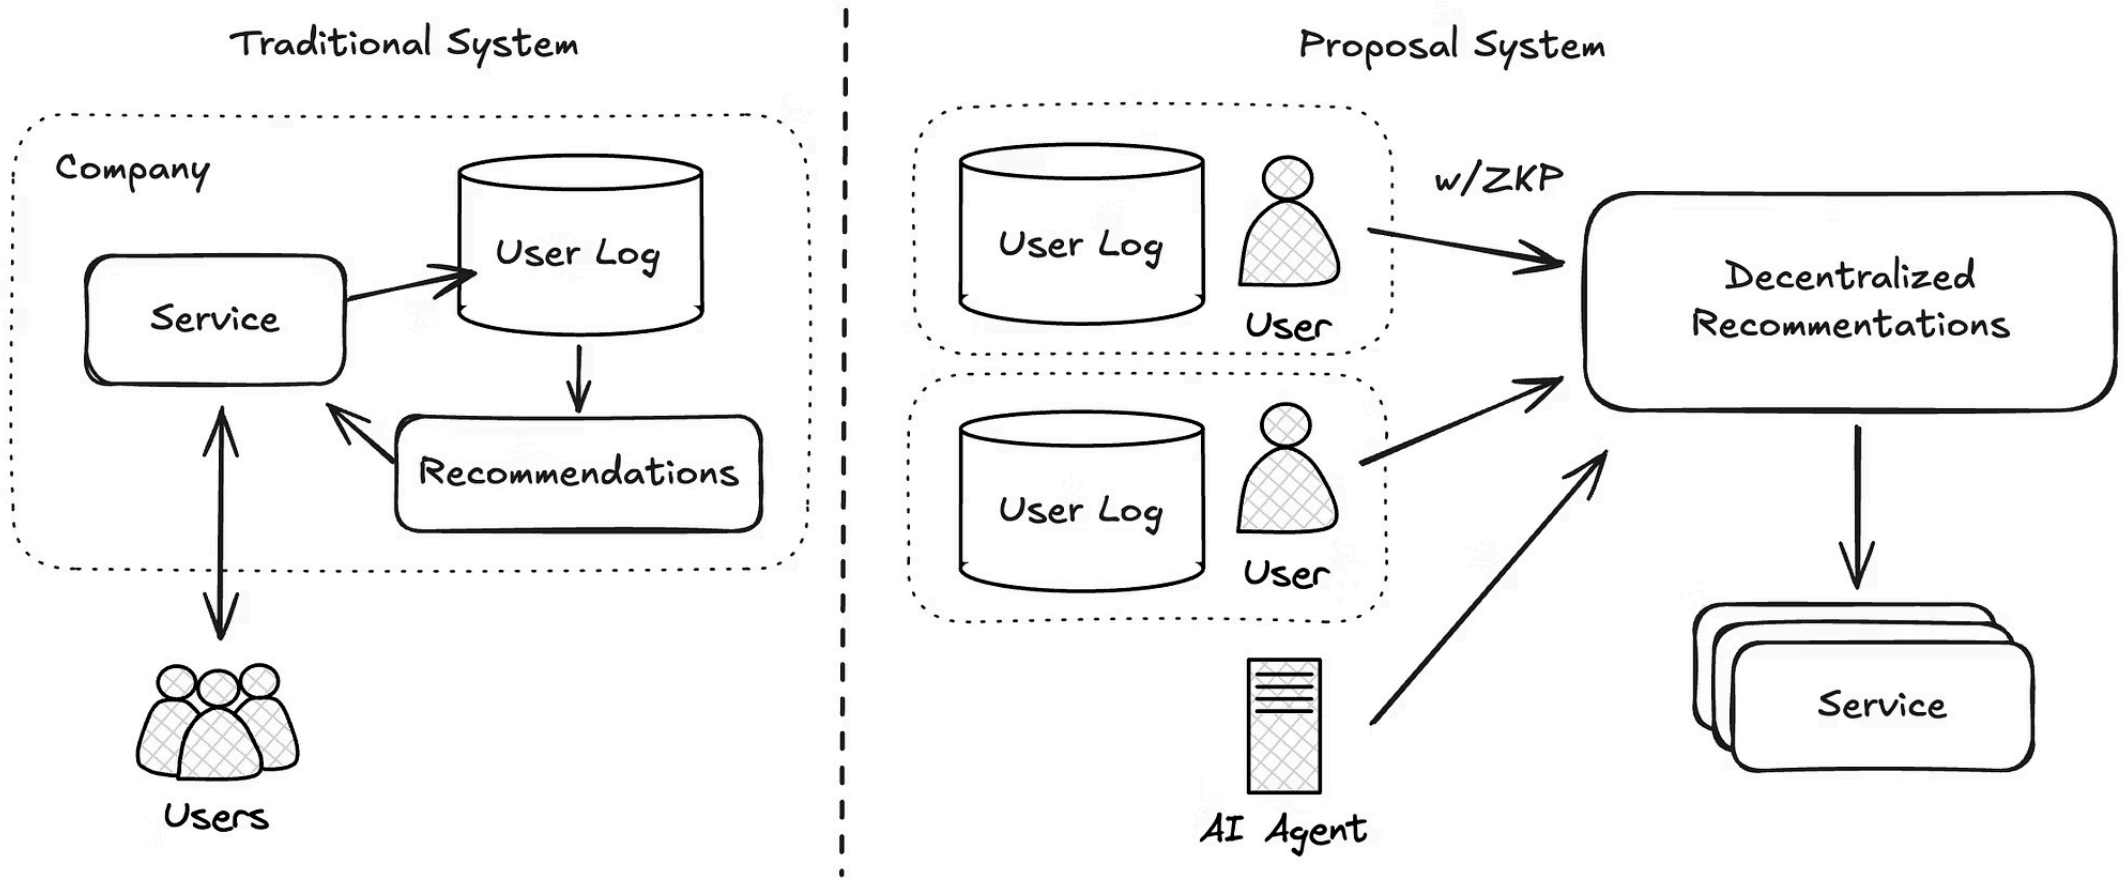 Traditional System
Company
Service
User Log
Recommendations
Users
Proposal System
User Log
User
w/ZKP
User Log
User
AI Agent
Decentralized
Recommentations
Service